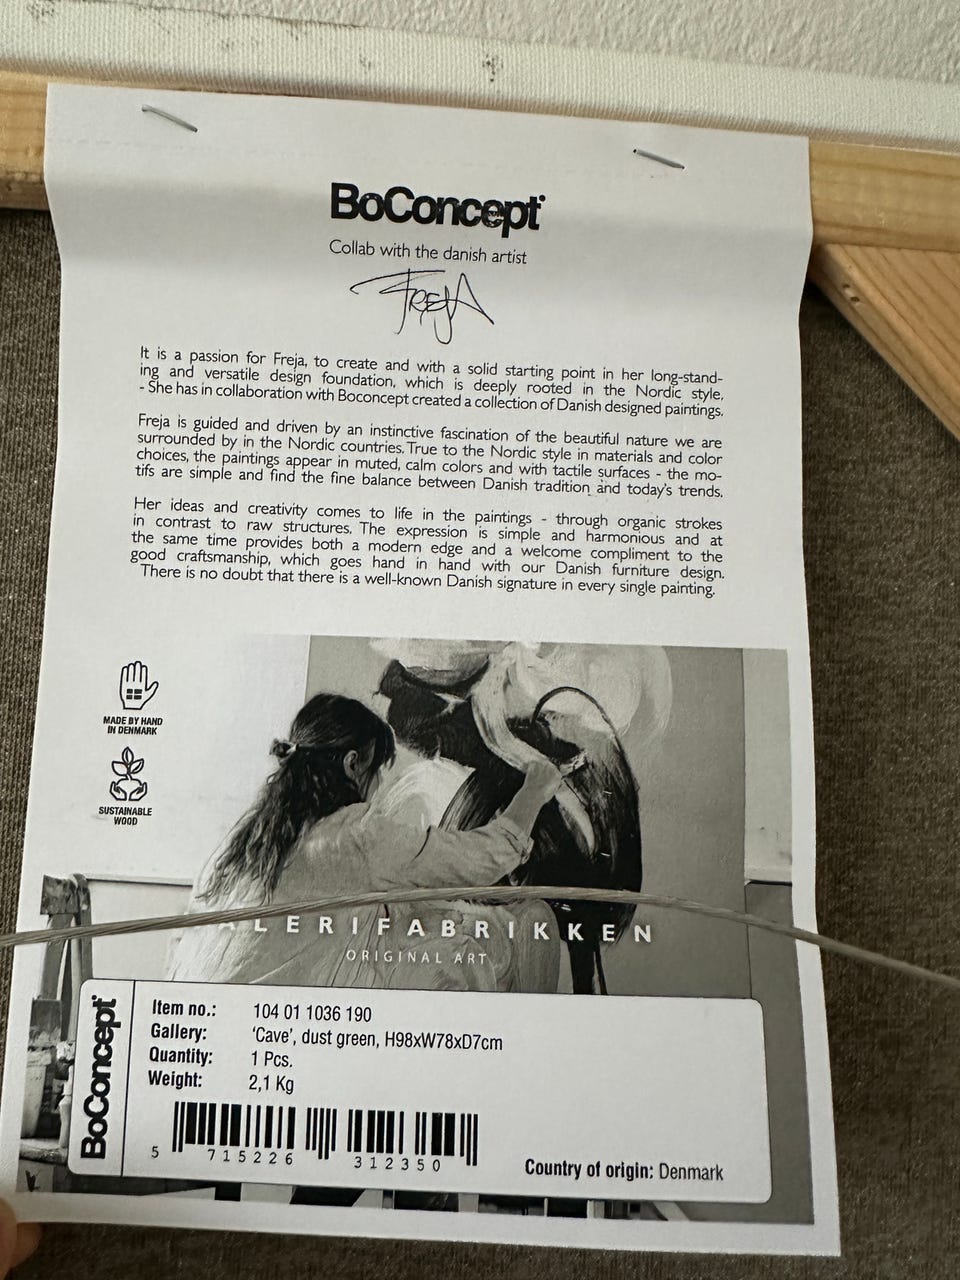 BoConcept
Collab with the danish artist
FREJA
It is a passion for Freja, to create and with a solid starting point in her long-stand-
ing and versatile design foundation, which is deeply rooted in the Nordic style,
- She has in collaboration with Boconcept created a collection of Danish designed paintings.
Freja is guided and driven by an instinctive fascination of the beautiful nature we are
surrounded by in the Nordic countries. True to the Nordic style in materials and color
choices, the paintings appear in muted, calm colors and with tactile surfaces - the mo-
tifs are simple and find the fine balance between Danish tradition and today's trends.
Her ideas and creativity comes to life in the paintings - through organic strokes
in contrast to raw structures. The expression is simple and harmonious and at
the same time provides both a modern edge and a welcome compliment to the
good craftsmanship, which goes hand in hand with our Danish furniture design.
There is no doubt that there is a well-known Danish signature in every single painting.
MADE BY HAND
IN DENMARK
SUSTAINABLE
WOOD
ALERIFABRIKKEN
ORIGINAL ART
BoConcept
Item no.: 104 01 1036 190
Gallery: 'Cave', dust green, H98xW78xD7cm
Quantity: 1 Pcs.
Weight: 2,1 Kg
5 715226 312350
Country of origin: Denmark